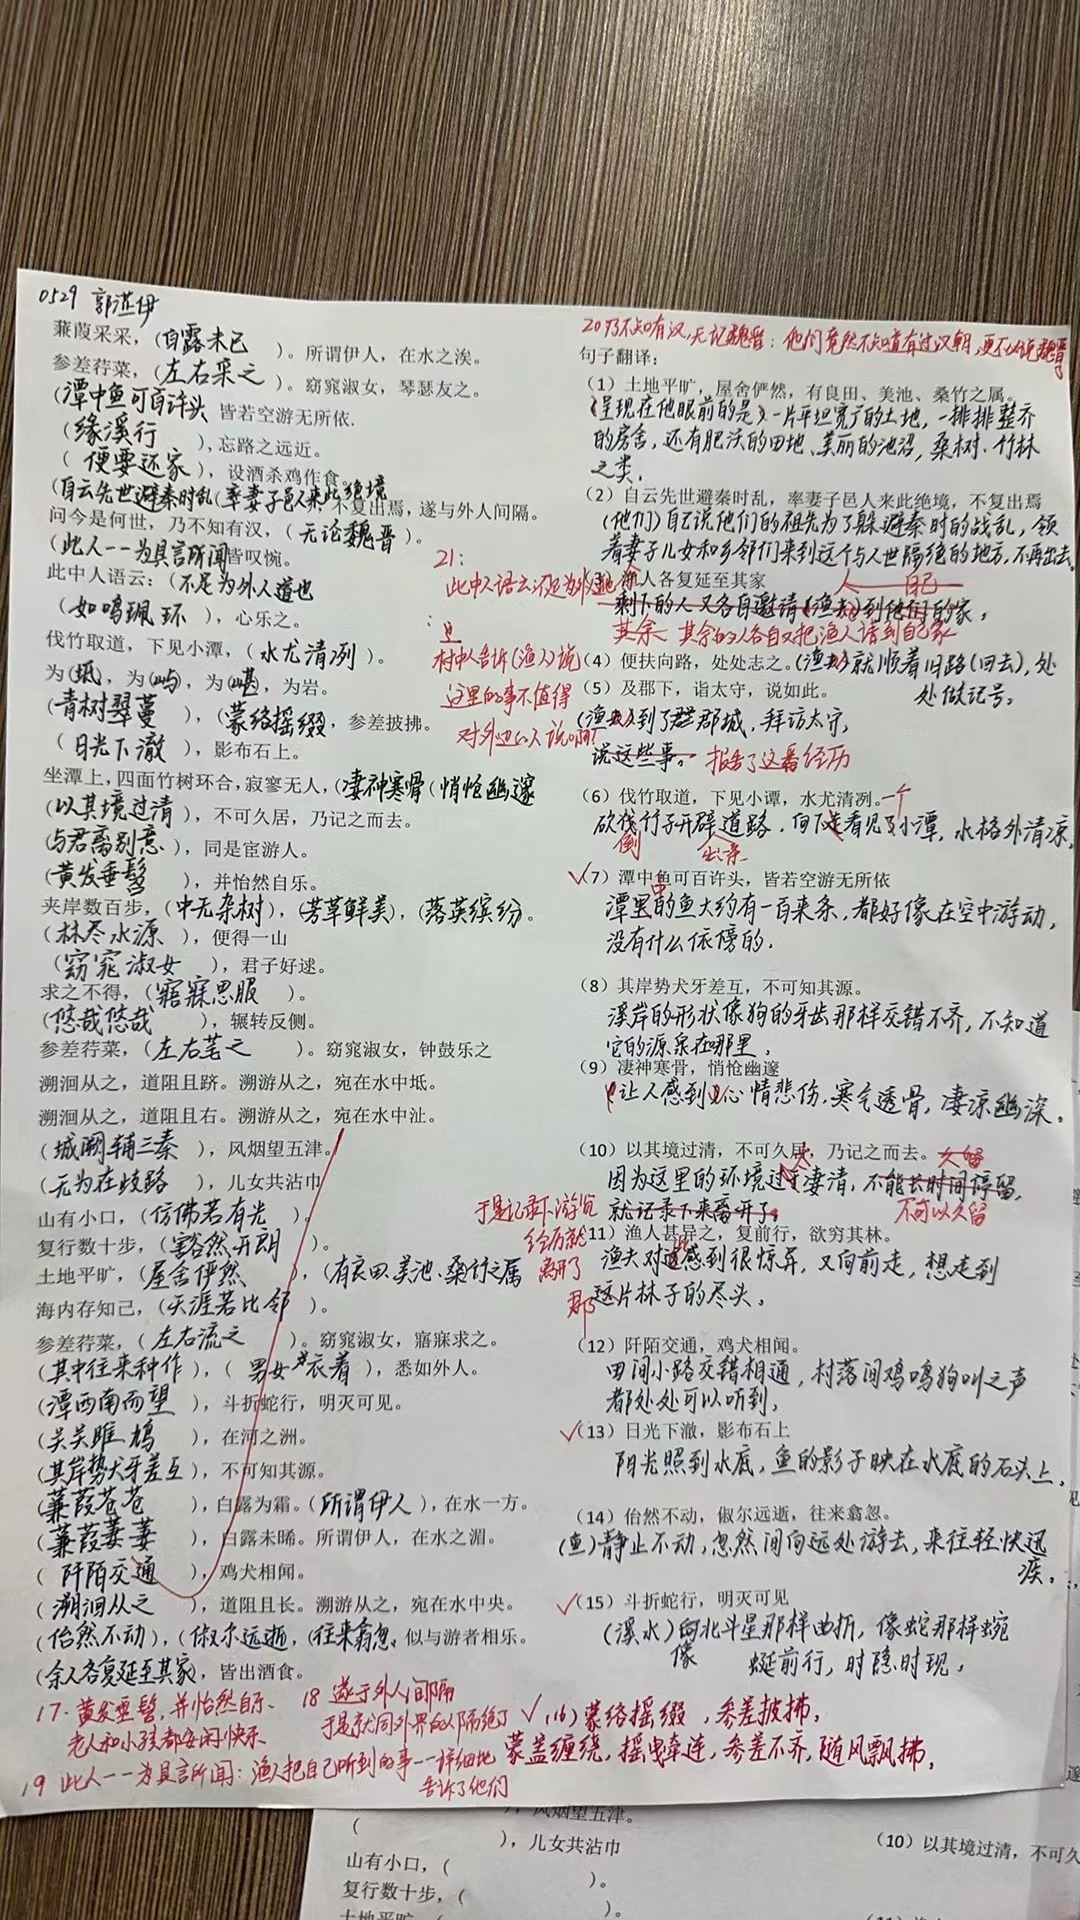 0529 郭
蒹葭采采，（白露未已）。所谓伊人，在水之涘。
参差荇菜，（左右采之）。窈窕淑女，琴瑟友之。
（潭中鱼可百许头 皆若空游无所依.
（缘溪行），忘路之远近。
（便要还家），设酒杀鸡作食。
（自云先世避秦时乱（率妻子邑人来此绝境 不复出焉，遂与外人间隔。
问今是何世，乃不知有汉，（无论魏晋）。
（此人一一为具言所闻 皆叹惋。
此中人语云：（不足为外人道也
（如鸣珮环），心乐之。
伐竹取道，下见小潭，（水尤清冽）。
为（坻），为（屿），为（嵁），为岩。
（青树翠蔓），（蒙络摇缀，参差披拂。
（日光下澈），影布石上。
坐潭上，四面竹树环合，寂寥无人，（凄神寒骨（悄怆幽邃
（以其境过清），不可久居，乃记之而去。
（与君离别意），同是宦游人。
（黄发垂髫），并怡然自乐。
夹岸数百步，（中无杂树），（芳草鲜美），（落英缤纷。
（林尽水源），便得一山
（窈窕淑女），君子好逑。
求之不得，（寤寐思服）。
（悠哉悠哉），辗转反侧。
参差荇菜，（左右芼之）。窈窕淑女，钟鼓乐之
溯洄从之，道阻且跻。溯游从之，宛在水中坻。
溯洄从之，道阻且右。溯游从之，宛在水中沚。
（城阙辅三秦），风烟望五津。
（无为在歧路），儿女共沾巾
山有小口，（仿佛若有光）。
复行数十步，（豁然开朗）。
土地平旷，（屋舍俨然），（有良田、美池、桑竹之属
海内存知己，（天涯若比邻）。
参差荇菜，（左右流之）。窈窕淑女，寤寐求之。
（其中往来种作），（男女衣着），悉如外人。
（潭西南而望），斗折蛇行，明灭可见。
（关关雎鸠），在河之洲。
（其岸势犬牙差互），不可知其源。
（蒹葭苍苍），白露为霜。（所谓伊人），在水一方。
（蒹葭萋萋），白露未晞。所谓伊人，在水之湄。
（阡陌交通），鸡犬相闻。
（溯洄从之），道阻且长。溯游从之，宛在水中央。
（佁然不动），（俶尔远逝，（往来翕忽，似与游者相乐。
（余人各复延至其家，皆出酒食。
17. 黄发垂髫，并怡然自乐、
老人和小孩都安闲快乐
18 遂于外人间隔
于是就同外界的人隔绝了
19 此人一一为具言所闻：渔人把自己听到的事一一详细地
告诉了他们
20 乃不知有汉，无论魏晋：他们竟然不知道有过汉朝，更不必说魏晋
句子翻译：
（1）土地平旷，屋舍俨然，有良田、美池、桑竹之属。
（呈现在他眼前的是）一片平坦宽广的土地，一排排整齐
的房舍，还有肥沃的田地、美丽的池沼，桑树、竹林
之类。
（2）自云先世避秦时乱，率妻子邑人来此绝境，不复出焉
（他们）自己说他们的祖先为了躲避秦时的战乱，领
着妻子儿女和乡邻们来到这个与人世隔绝的地方，不再出去。
21：
此中人语云不足为外人道也
村中人告诉（渔人）说
这里的事不值得
对外边的人说啊！
人各复延至其家
人 自己
剩下的人又各自邀请（渔夫）到他们的家。
其余 其余的人各自又把渔人请到自己家
（4）便扶向路，处处志之。（渔夫）就顺着旧路（回去），处
处做记号。
（5）及郡下，诣太守，说如此。
（渔夫）到了郡城，拜访太守，
说这些事。报告了这番经历
（6）伐竹取道，下见小潭，水尤清冽。 一个
砍伐竹子开辟道路，向下走看见了小潭，水格外清凉。
倒
出一条
（7）潭中鱼可百许头，皆若空游无所依
中
潭里的鱼大约有一百来条，都好像在空中游动，
没有什么依傍的.
（8）其岸势犬牙差互，不可知其源。
溪岸的形状像狗的牙齿那样交错不齐，不知道
它的源泉在哪里。
（9）凄神寒骨，悄怆幽邃
让人感到心情悲伤，寒气透骨，凄凉幽深。
（10）以其境过清，不可久居，乃记之而去。 久留
因为这里的环境过于凄清，不能长时间停留，
太
不可以久留
就记录下来离开了。
于是记录下游览
经历就
离开了
（11）渔人甚异之，复前行，欲穷其林。
此
渔夫对感到很惊异，又向前走，想走到
那
这片林子的尽头。
（12）阡陌交通，鸡犬相闻。
田间小路交错相通，村落间鸡鸣狗叫之声
都处处可以听到。
（13）日光下澈，影布石上
阳光照到水底，鱼的影子映在水底的石头上。
（14）佁然不动，俶尔远逝，往来翕忽。
（鱼）静止不动，忽然间向远处游去，来往轻快迅
疾。
（15）斗折蛇行，明灭可见
（溪水）北斗星那样曲折，像蛇那样蜿
像
蜒前行，时隐时现。
（16）蒙络摇缀，参差披拂。
蒙盖缠绕，摇曳牵连，参差不齐，随风飘拂。
），风烟望五津。
（ ），儿女共沾巾
山有小口，（ ）。
复行数十步，（ ）。
（10）以其境过清，不可久